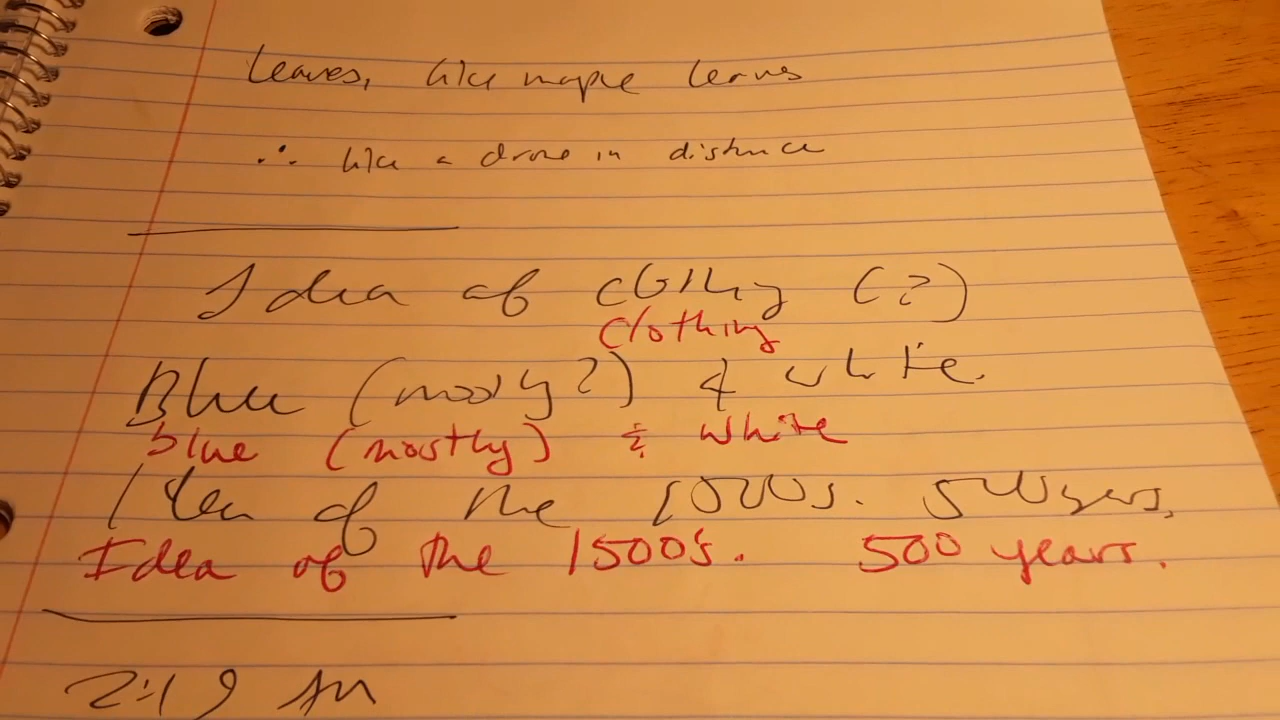 Leaves, like maple leaves
∴ like a drone in distance
Idea of clothing (?)
Clothing
Blue (mostly?) & white.
blue (mostly) & white
Idea of the 1500s. 500 years.
Idea of the 1500's. 500 years.
2:19 AM